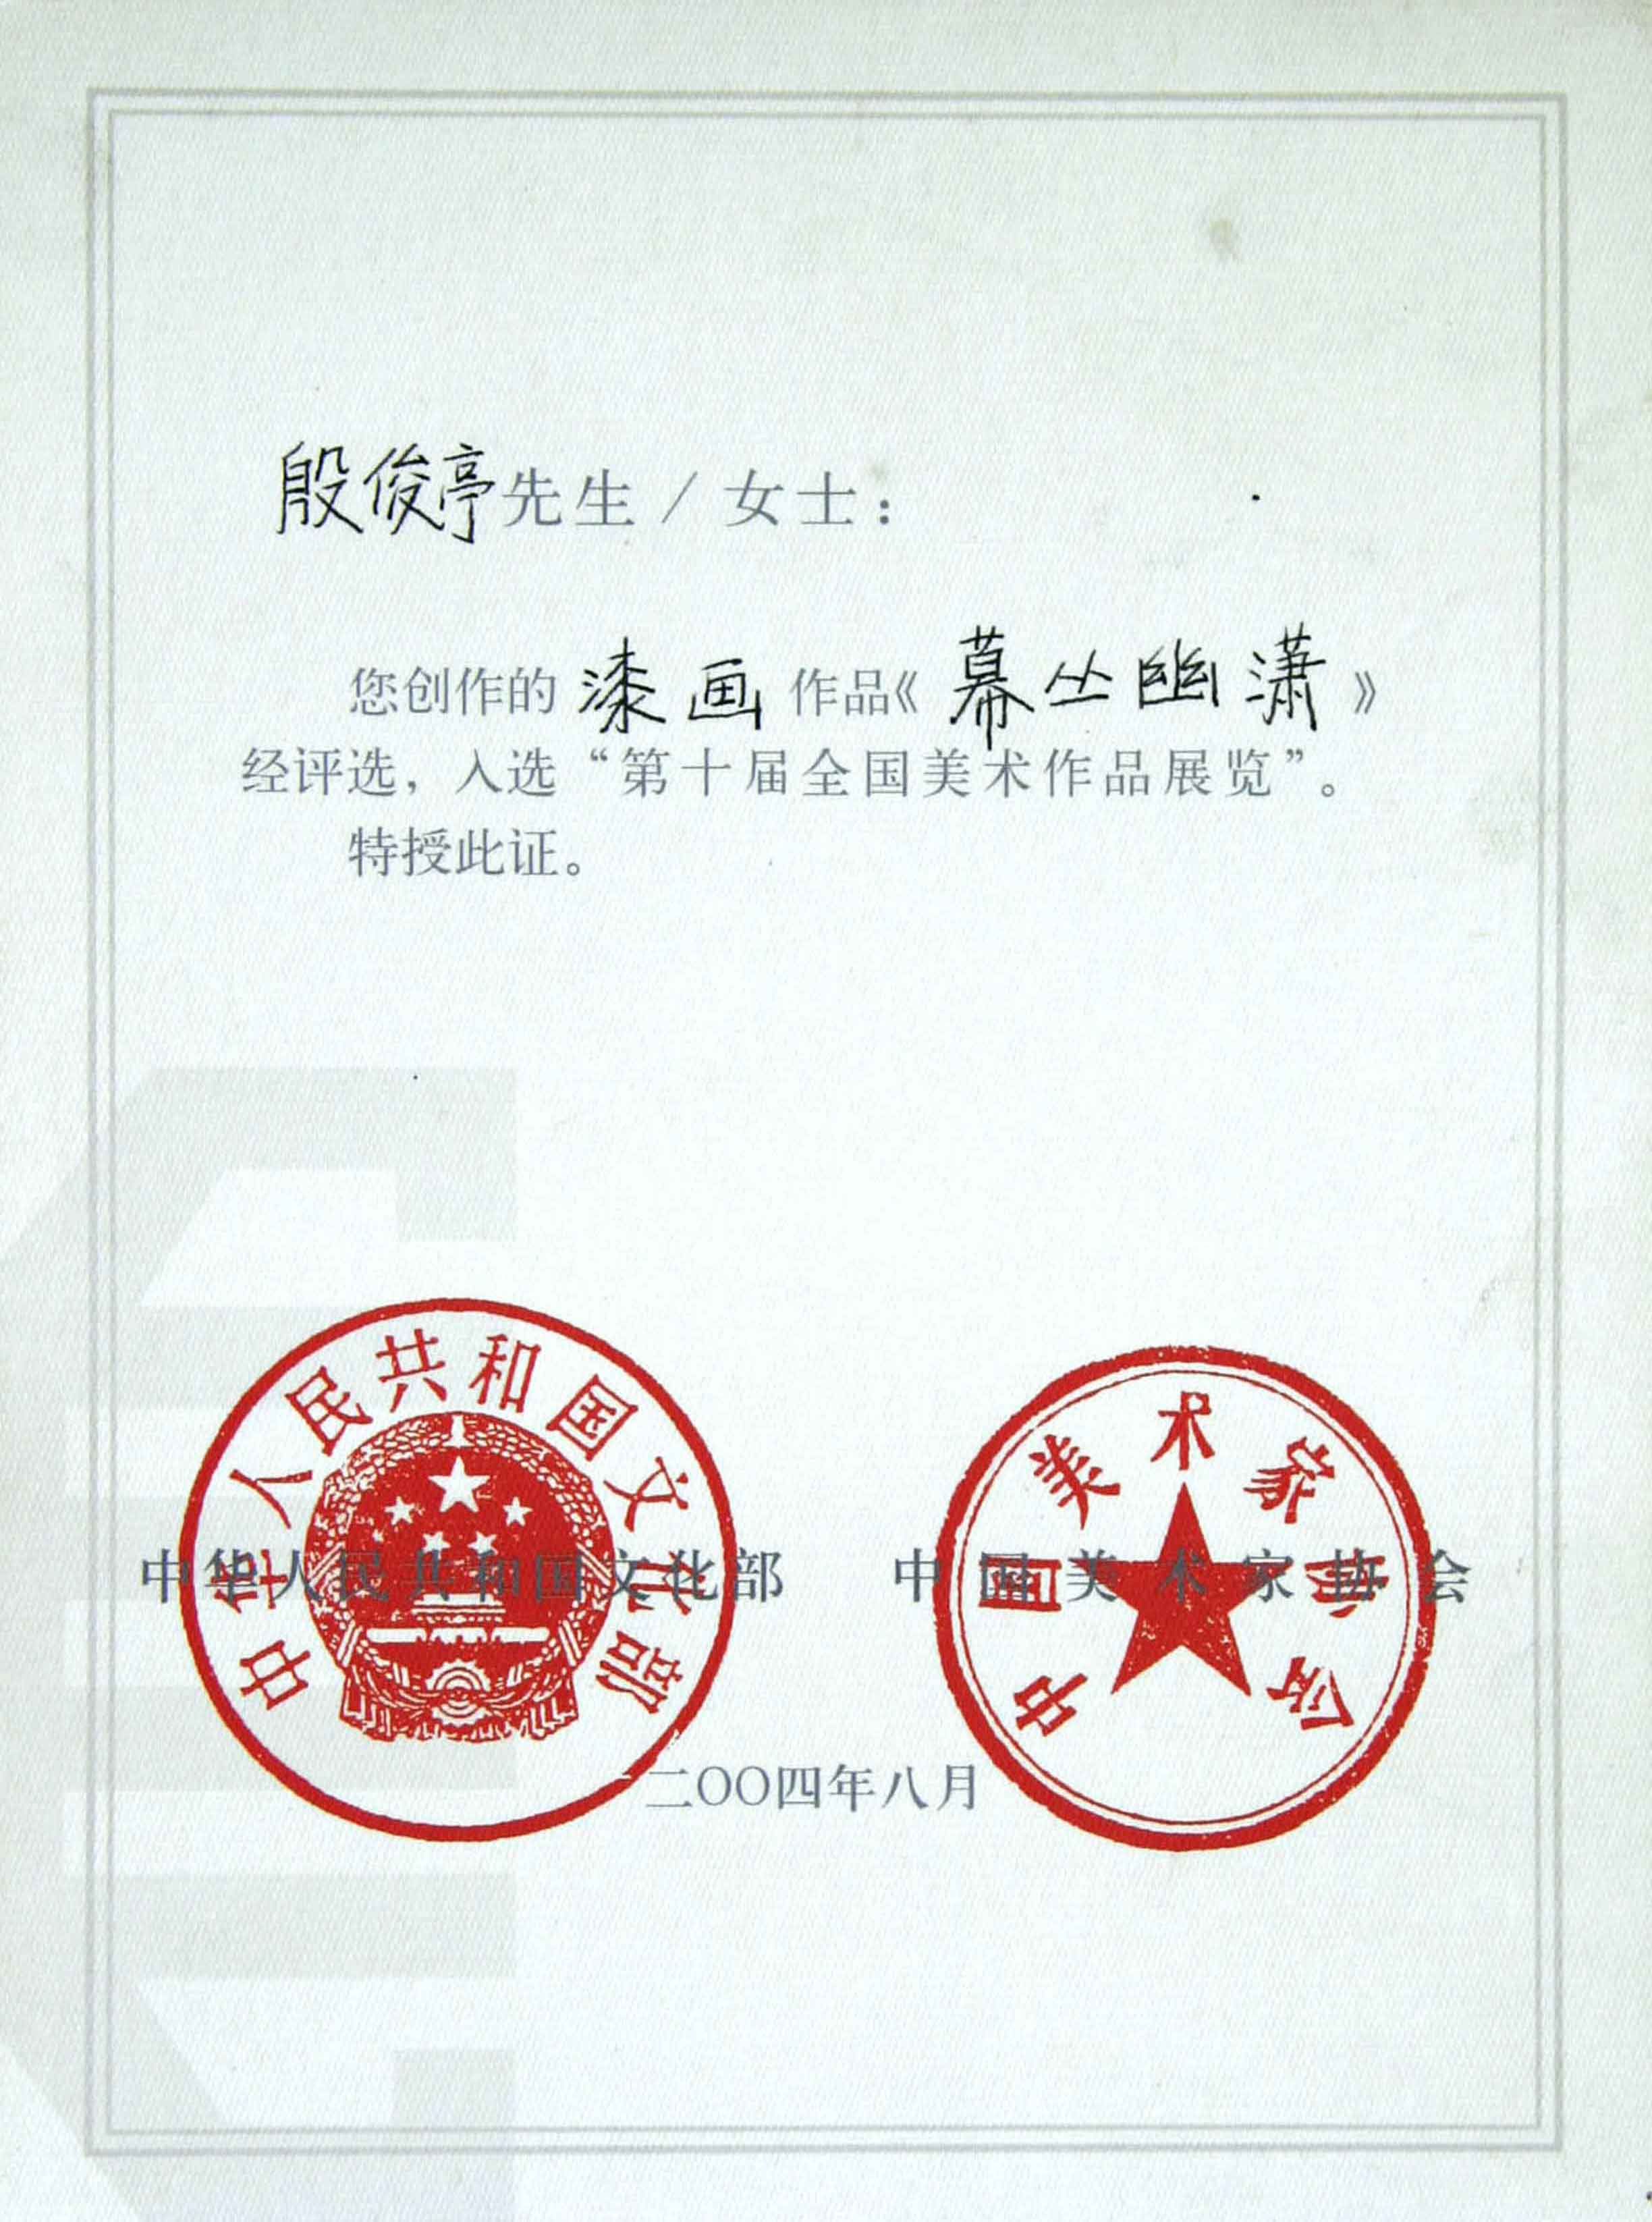 殷俊亭先生/女士:
您创作的 漆画 作品《幕丛幽潇》
经评选，入选“第十届全国美术作品展览”。
特授此证。
中华人民共和国文化部
中国美术家协会
中华人民共和国文化部 中国美术家协会
二〇〇四年八月